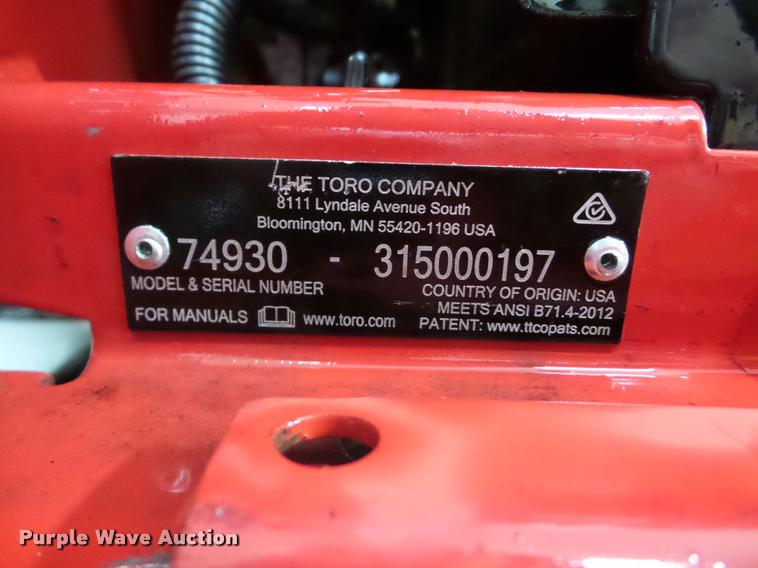 THE TORO COMPANY
8111 Lyndale Avenue South
Bloomington, MN 55420-1196 USA
74930 - 315000197
MODEL & SERIAL NUMBER
COUNTRY OF ORIGIN: USA
MEETS ANSI B71.4-2012
FOR MANUALS www.toro.com
PATENT: www.ttcopats.com
Purple Wave Auction